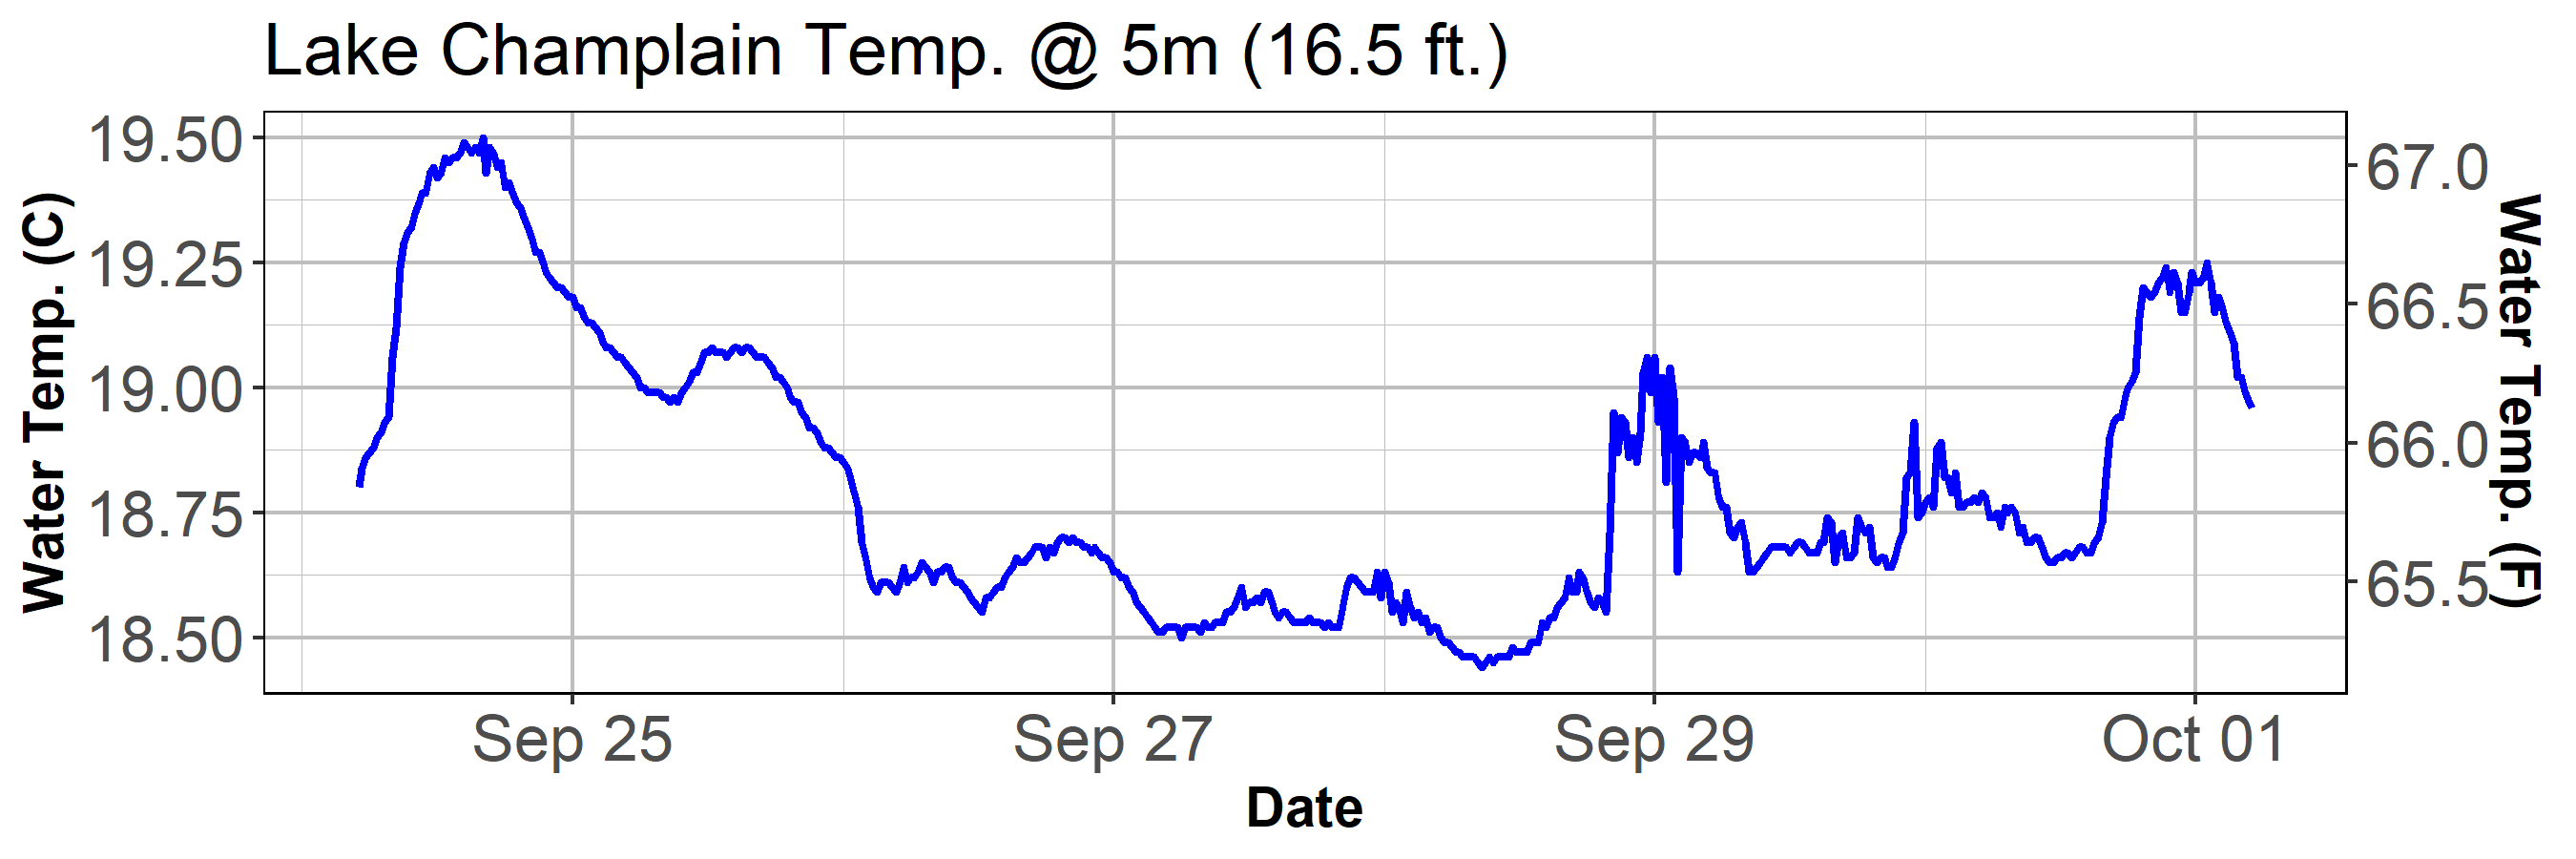 Lake Champlain Temp. @ 5m (16.5 ft.)
Water Temp. (C)
19.50
19.25
19.00
18.75
18.50
67.0
66.5
66.0
65.5
Water Temp. (F)
Sep 25
Sep 27
Sep 29
Oct 01
Date